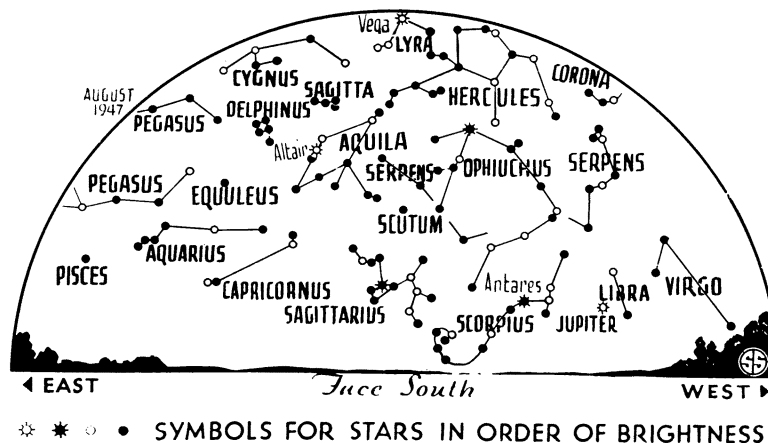 Vega
LYRA
CYGNUS
CORONA
SAGITTA
AUGUST
1947
HERCULES
DELPHINUS
PEGASUS
Altair
AQUILA
SERPENS
OPHIUCHUS
SERPENS
PEGASUS
EQUULEUS
SCUTUM
AQUARIUS
PISCES
CAPRICORNUS
SAGITTARIUS
Antares
LIBRA
VIRGO
SCORPIUS
JUPITER
SS
EAST
Face South
WEST
SYMBOLS FOR STARS IN ORDER OF BRIGHTNESS